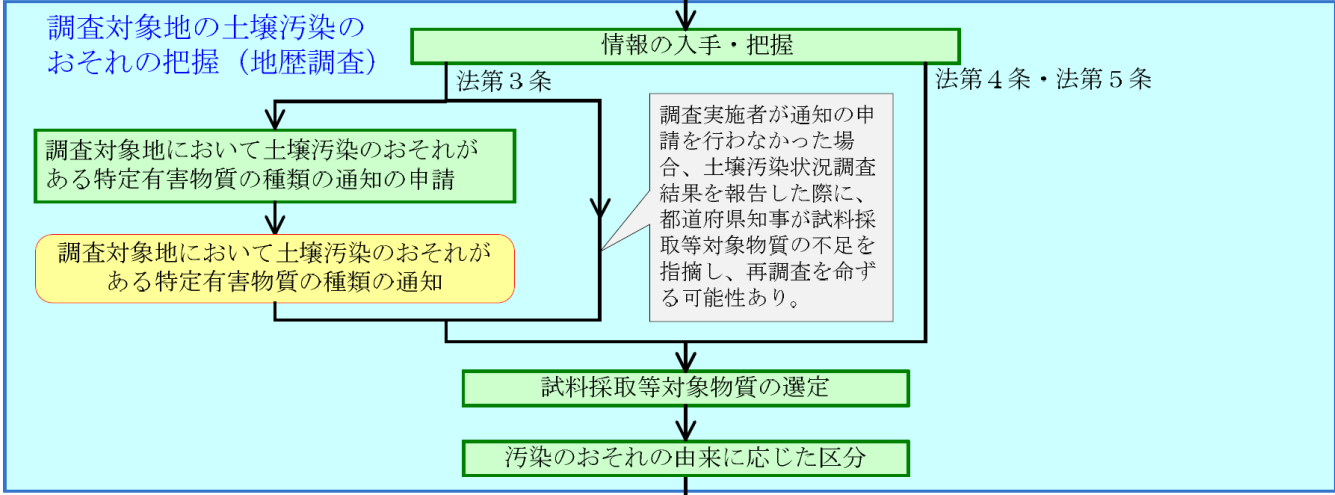 調査対象地の土壌汚染の
おそれの把握（地歴調査）
情報の入手・把握
法第３条
法第４条・法第５条
調査対象地において土壌汚染のおそれが
ある特定有害物質の種類の通知の申請
調査対象地において土壌汚染のおそれが
ある特定有害物質の種類の通知
調査実施者が通知の申
請を行わなかった場
合、土壌汚染状況調査
結果を報告した際に、
都道府県知事が試料採
取等対象物質の不足を
指摘し、再調査を命ず
る可能性あり。
試料採取等対象物質の選定
汚染のおそれの由来に応じた区分